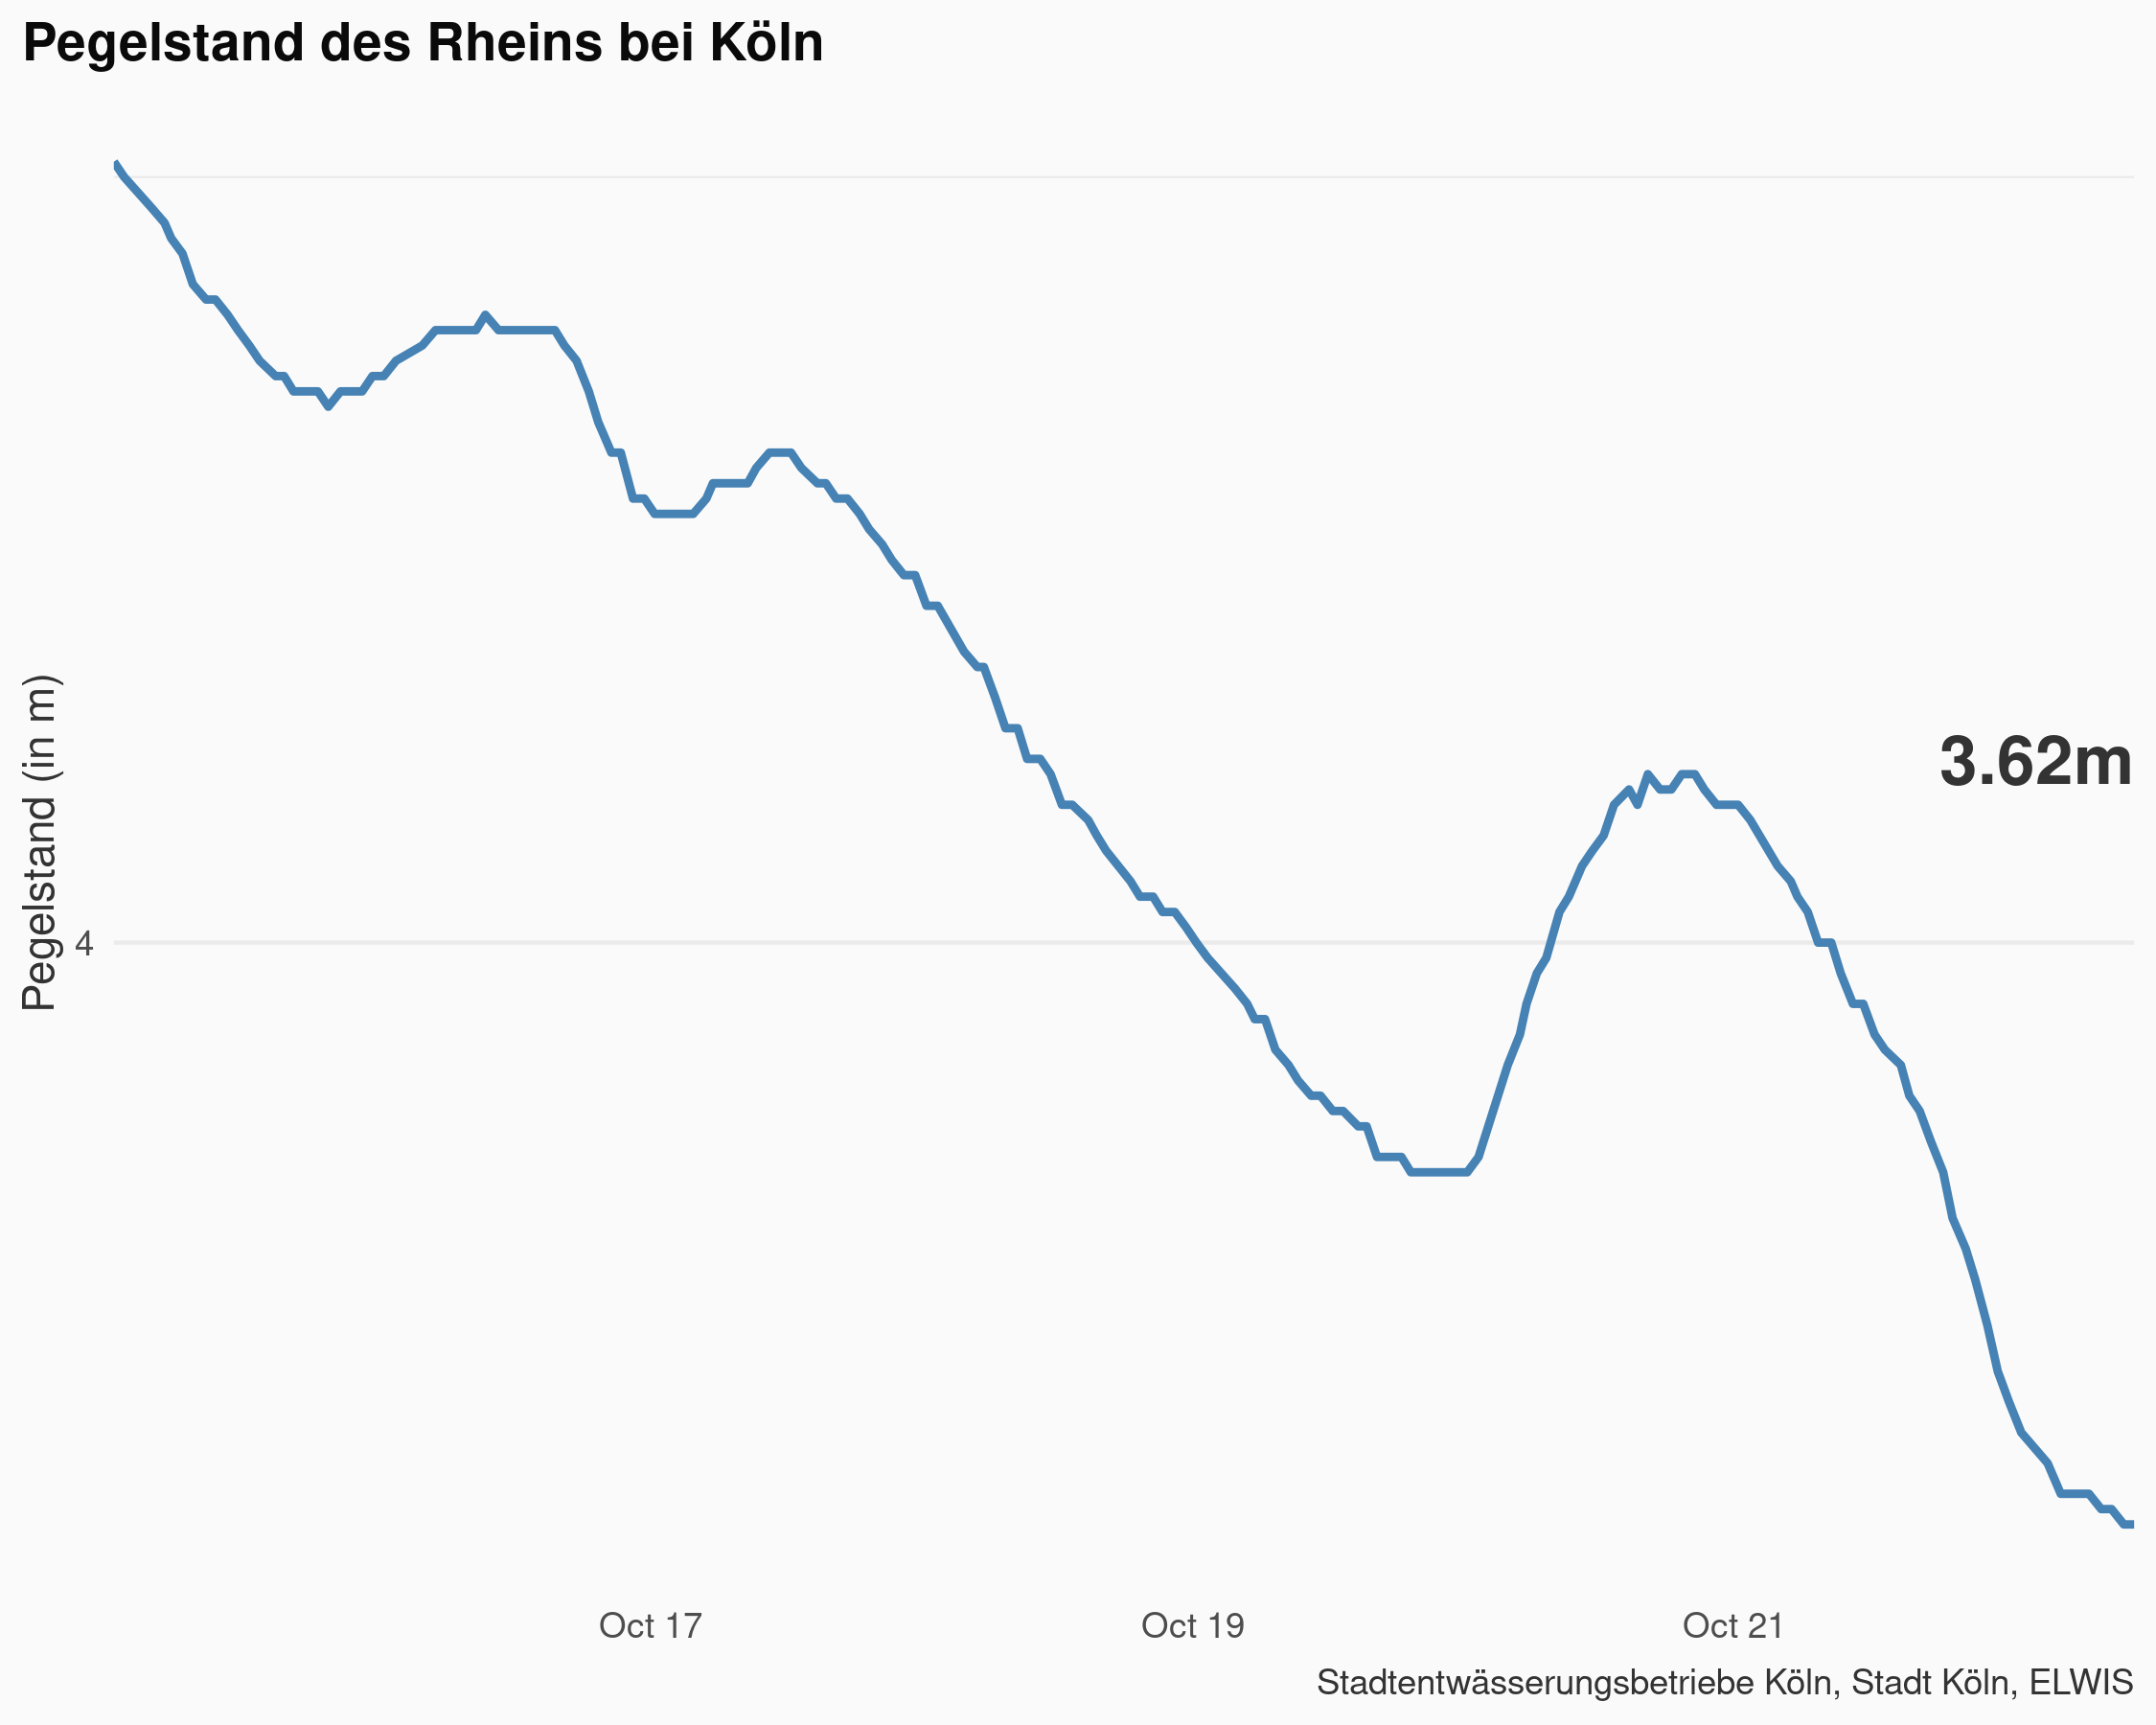 Pegelstand des Rheins bei Köln
Pegelstand (in m)
3.62m
4
Oct 17
Oct 19
Oct 21
Stadtentwässerungsbetriebe Köln, Stadt Köln, ELWIS